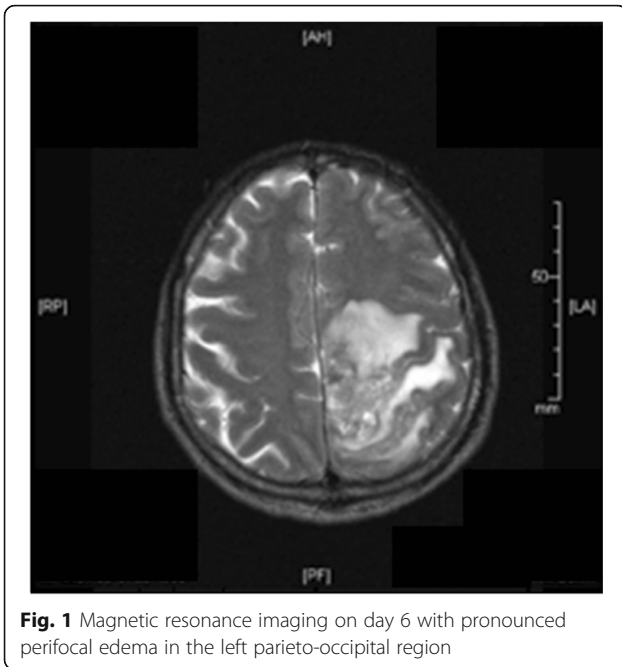 [AH]
[RP]
50
[LA]
mm
[PF]
Fig. 1 Magnetic resonance imaging on day 6 with pronounced
perifocal edema in the left parieto-occipital region